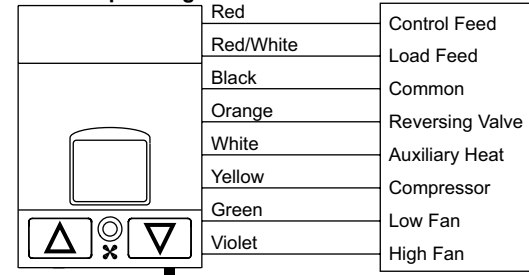 Red
Control Feed
Red/White
Load Feed
Black
Common
Orange
Reversing Valve
White
Auxiliary Heat
Yellow
Compressor
Green
Low Fan
Violet
High Fan